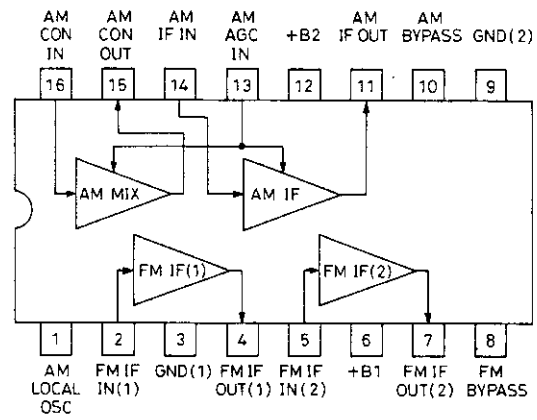 AM AM AM AM AM AM
CON CON IF IN AGC +B2 IF OUT BYPASS GND(2)
IN OUT IN
16 15 14 13 12 11 10 9
AM MIX AM IF
FM IF(1) FM IF(2)
1 2 3 4 5 6 7 8
AM FM IF GND(1) FM IF FM IF +B1 FM IF FM
LOCAL IN(1) OUT(1) IN(2) OUT(2) BYPASS
OSC